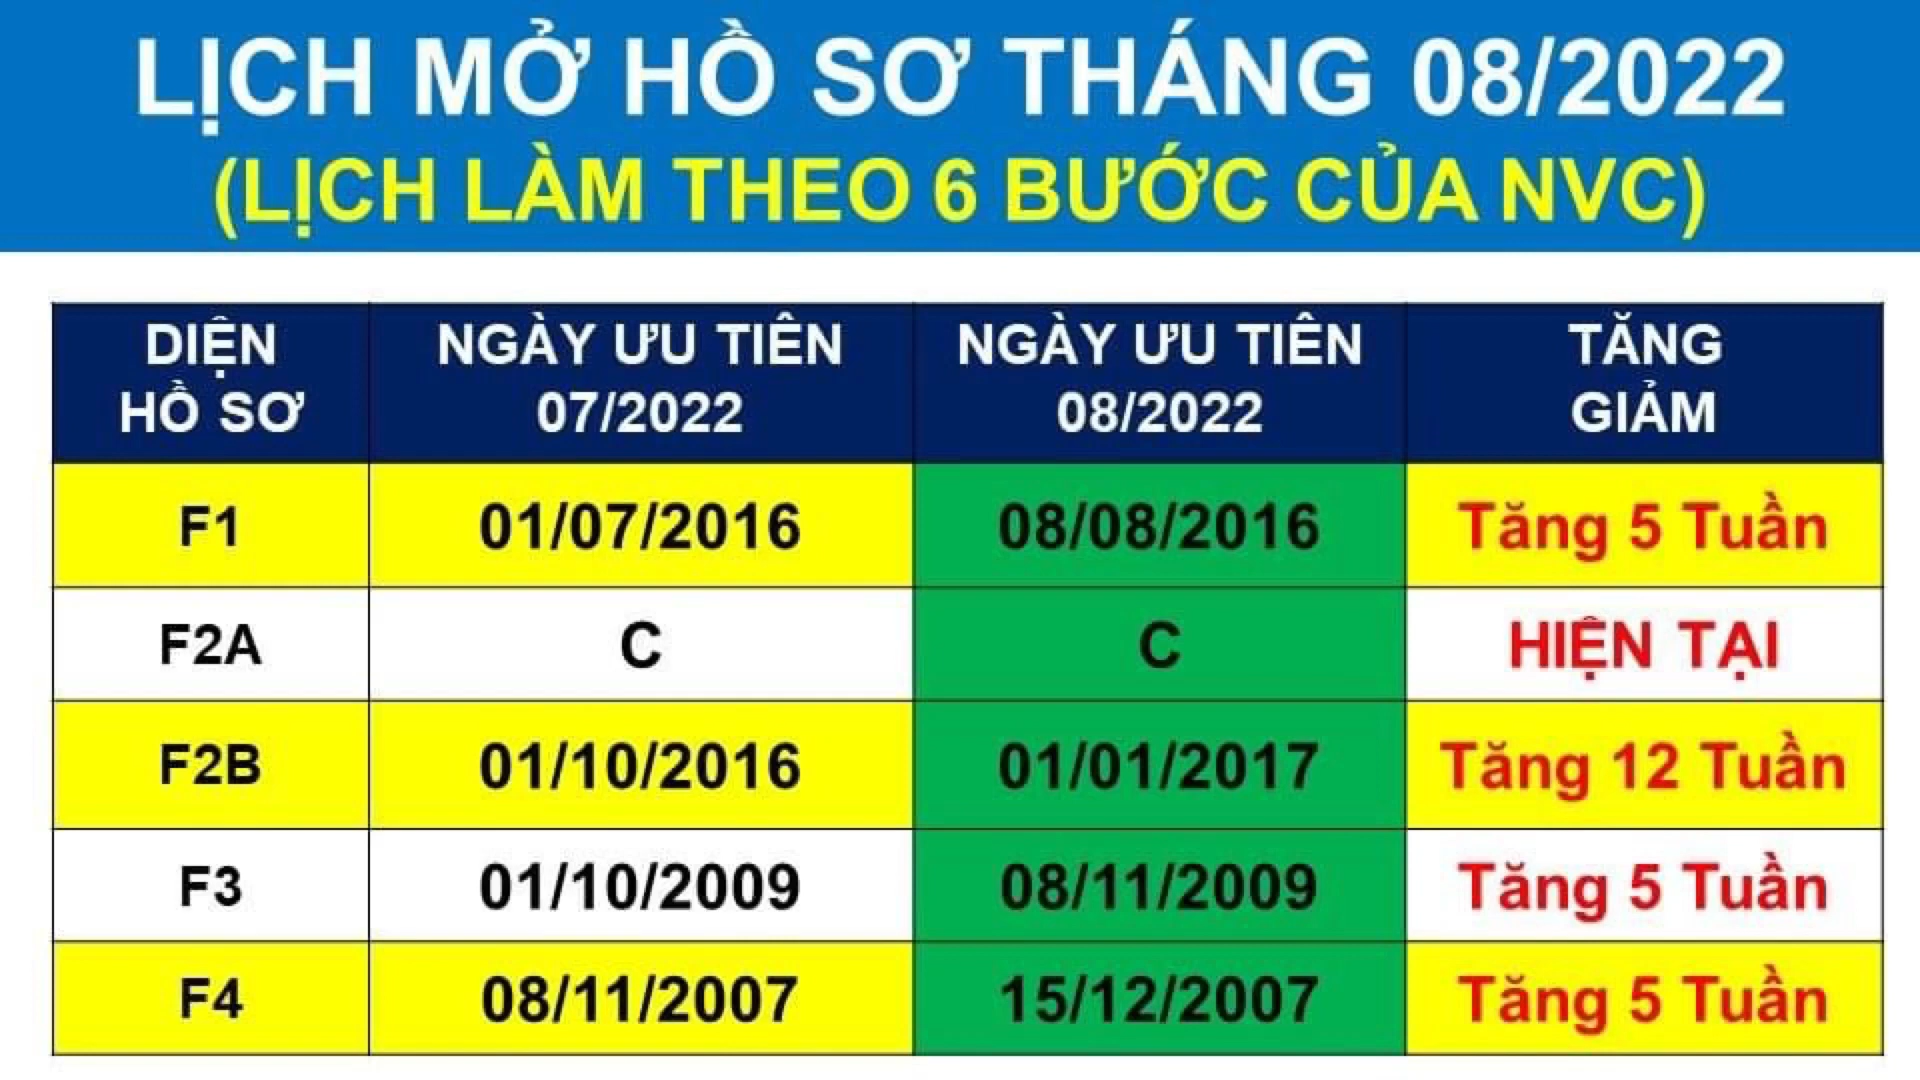 LỊCH MỞ HỒ SƠ THÁNG 08/2022
(LỊCH LÀM THEO 6 BƯỚC CỦA NVC)
DIỆN HỒ SƠ
NGÀY ƯU TIÊN 07/2022
NGÀY ƯU TIÊN 08/2022
TĂNG GIẢM
F1 01/07/2016 08/08/2016 Tăng 5 Tuần
F2A C C HIỆN TẠI
F2B 01/10/2016 01/01/2017 Tăng 12 Tuần
F3 01/10/2009 08/11/2009 Tăng 5 Tuần
F4 08/11/2007 15/12/2007 Tăng 5 Tuần